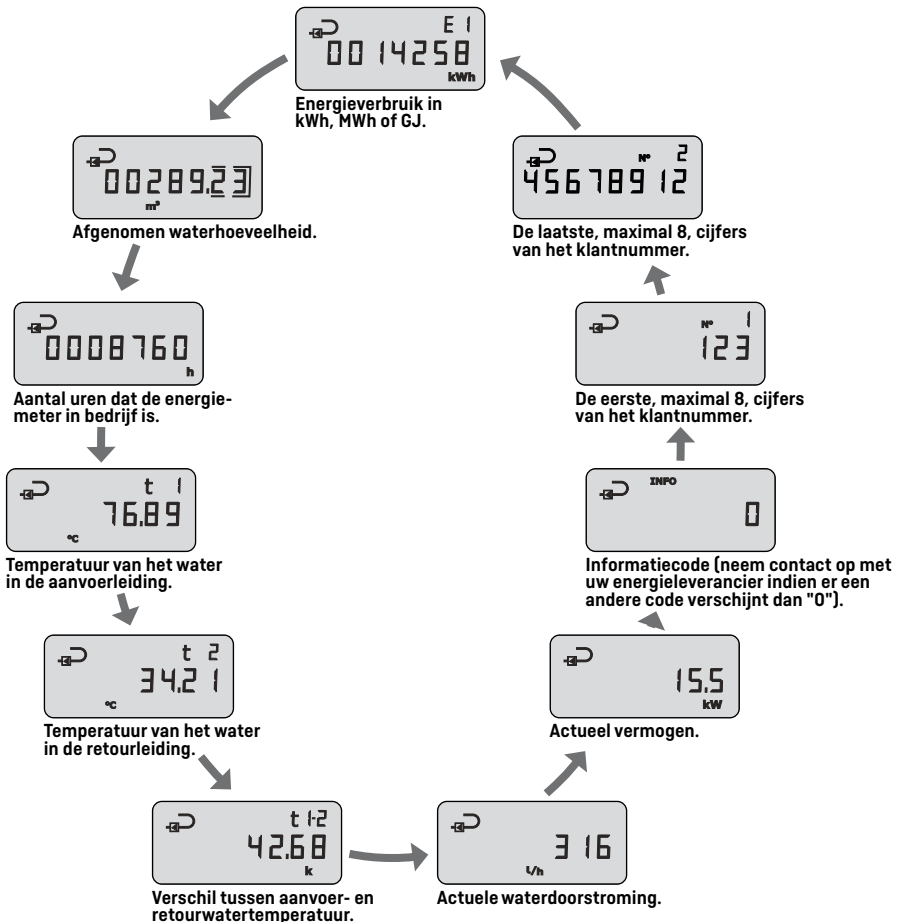 E 1
0014258
kWh
Energieverbruik in
kWh, MWh of GJ.
00289.23
m³
Afgenomen waterhoeveelheid.
0008760
h
Aantal uren dat de energie-
meter in bedrijf is.
t 1
76.89
°C
Temperatuur van het water
in de aanvoerleiding.
t 2
34.21
°C
Temperatuur van het water
in de retourleiding.
t1-2
42.68
k
Verschil tussen aanvoer- en
retourwatertemperatuur.
316
l/h
Actuele waterdoorstroming.
15.5
kW
Actueel vermogen.
INFO
0
Informatiecode (neem contact op met
uw energieleverancier indien er een
andere code verschijnt dan "0").
N° 1
123
De eerste, maximal 8, cijfers
van het klantnummer.
N° 2
45678912
De laatste, maximal 8, cijfers
van het klantnummer.